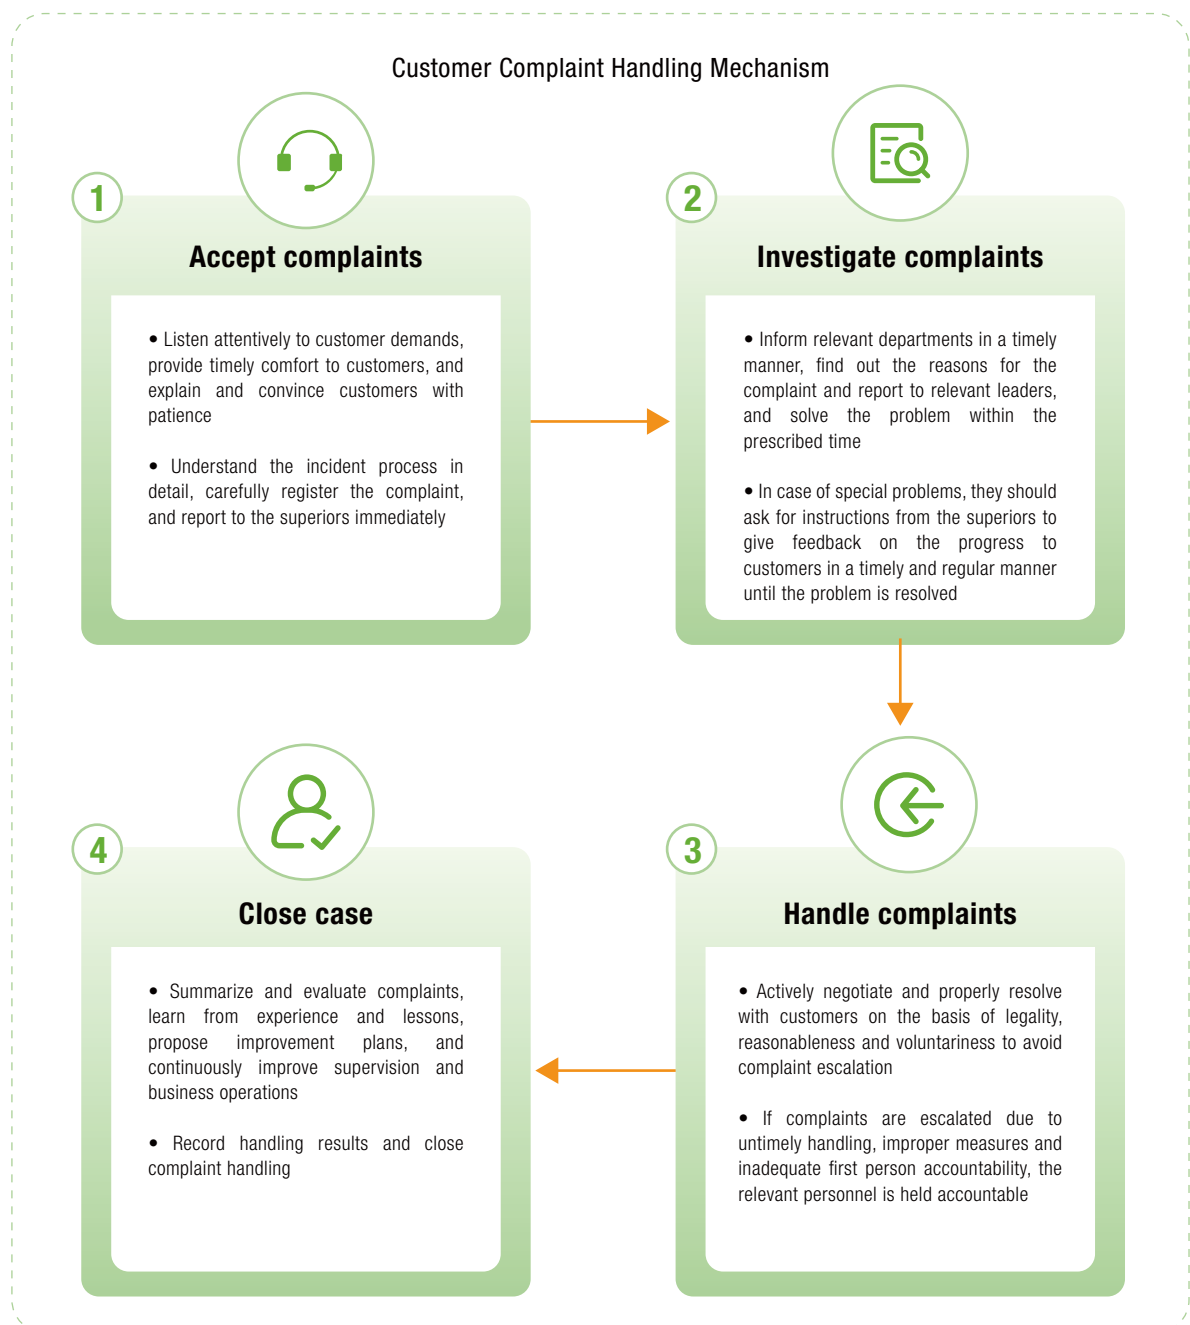 Customer Complaint Handling Mechanism
1
Accept complaints
• Listen attentively to customer demands,
provide timely comfort to customers, and
explain and convince customers with
patience
• Understand the incident process in
detail, carefully register the complaint,
and report to the superiors immediately
2
Investigate complaints
• Inform relevant departments in a timely
manner, find out the reasons for the
complaint and report to relevant leaders,
and solve the problem within the
prescribed time
• In case of special problems, they should
ask for instructions from the superiors to
give feedback on the progress to
customers in a timely and regular manner
until the problem is resolved
3
Handle complaints
• Actively negotiate and properly resolve
with customers on the basis of legality,
reasonableness and voluntariness to avoid
complaint escalation
• If complaints are escalated due to
untimely handling, improper measures and
inadequate first person accountability, the
relevant personnel is held accountable
4
Close case
• Summarize and evaluate complaints,
learn from experience and lessons,
propose improvement plans, and
continuously improve supervision and
business operations
• Record handling results and close
complaint handling